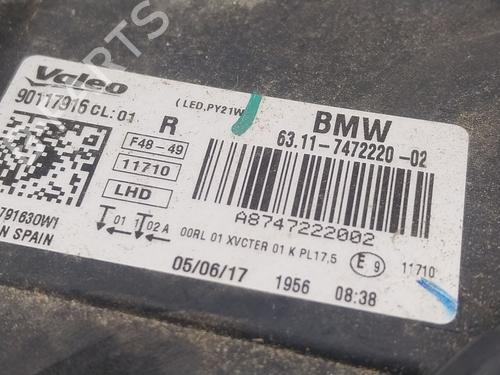 PARTS
Valeo
90117916 CL: 01
(LED,PY21W
R
BMW
63.11-7472220-02
F48-49
11710
LHD
A8747222002
791630W1
N SPAIN
01 02 A
00RL 01 XVCTER 01 K PL17,5
E 9
11710
05/06/17 1956 08:38